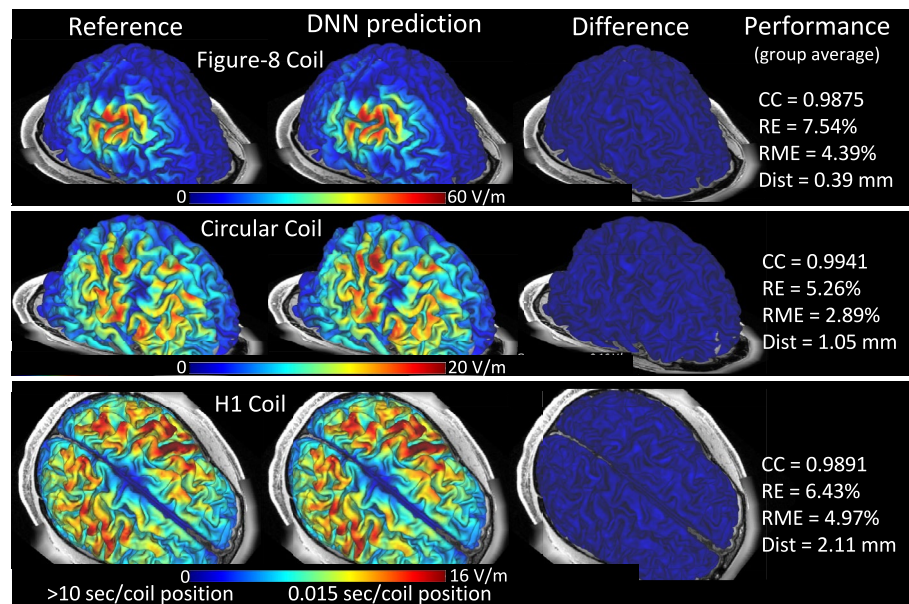 Reference
DNN prediction
Difference
Performance
(group average)
Figure-8 Coil
CC = 0.9875
RE = 7.54%
RME = 4.39%
Dist = 0.39 mm
0
60 V/m
Circular Coil
CC = 0.9941
RE = 5.26%
RME = 2.89%
Dist = 1.05 mm
0
20 V/m
H1 Coil
CC = 0.9891
RE = 6.43%
RME = 4.97%
Dist = 2.11 mm
0
16 V/m
>10 sec/coil position
0.015 sec/coil position